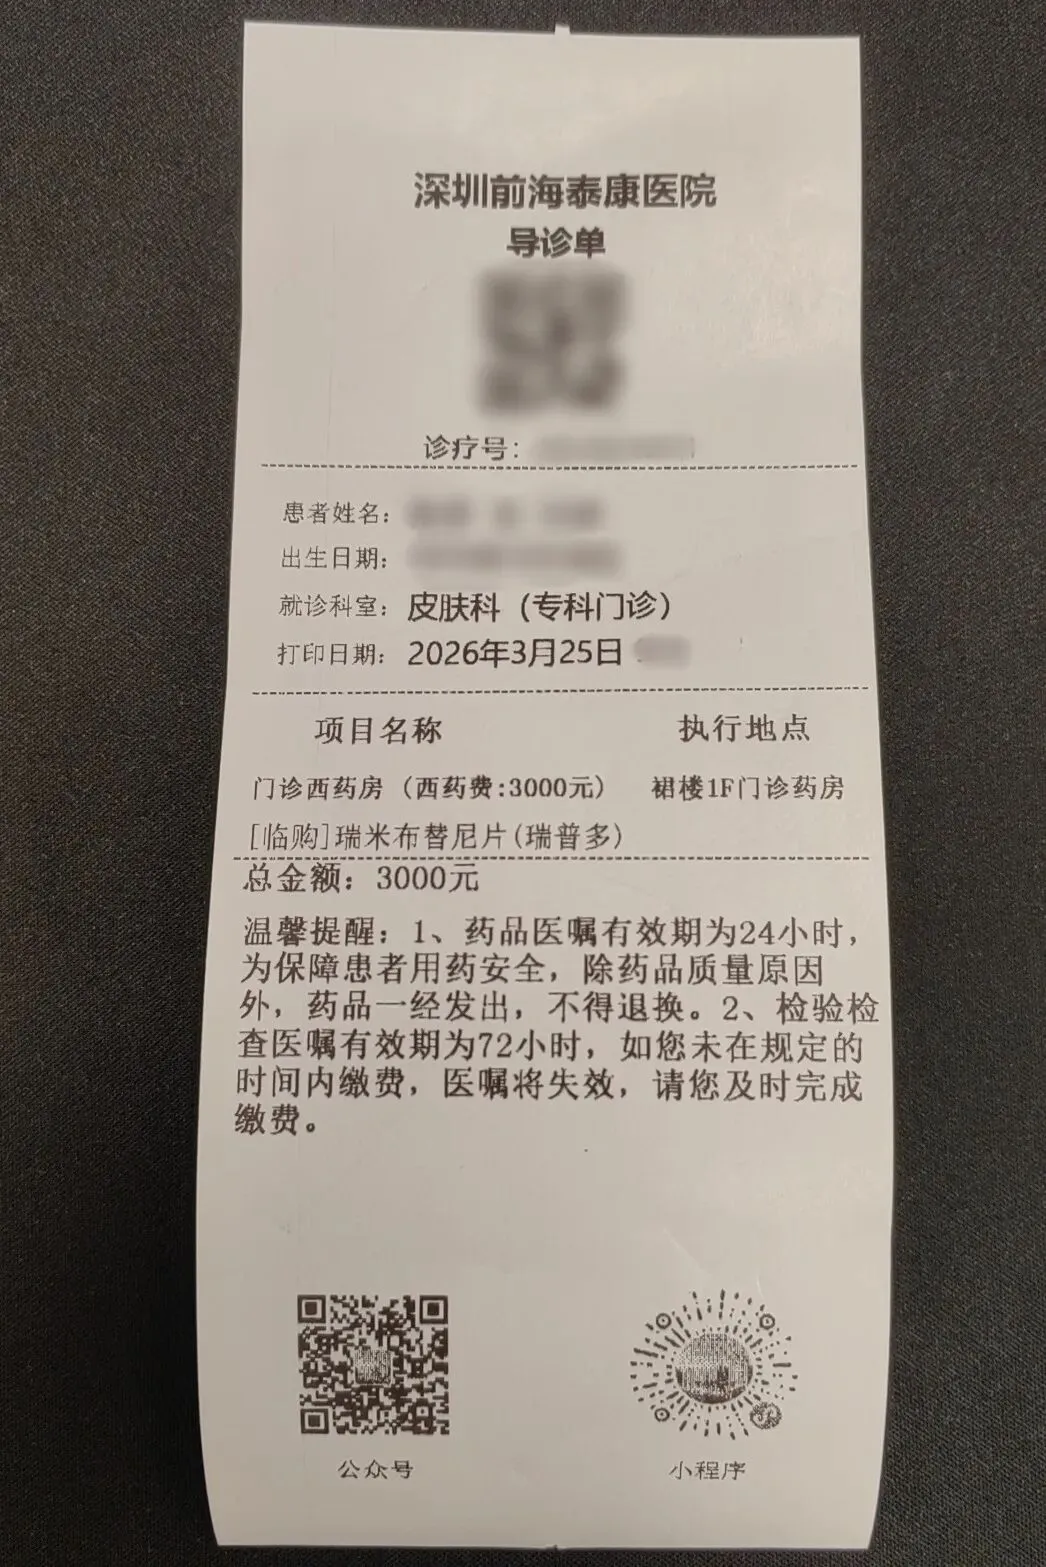 深圳前海泰康医院
导诊单
诊疗号：
患者姓名：
出生日期：
就诊科室：皮肤科（专科门诊）
打印日期：2026年3月25日
项目名称 执行地点
门诊西药房（西药费:3000元） 裙楼1F门诊药房
[临购]瑞米布替尼片(瑞普多)
总金额：3000元
温馨提醒：1、药品医嘱有效期为24小时，
为保障患者用药安全，除药品质量原因
外，药品一经发出，不得退换。2、检验检
查医嘱有效期为72小时，如您未在规定的
时间内缴费，医嘱将失效，请您及时完成
缴费。
公众号 小程序